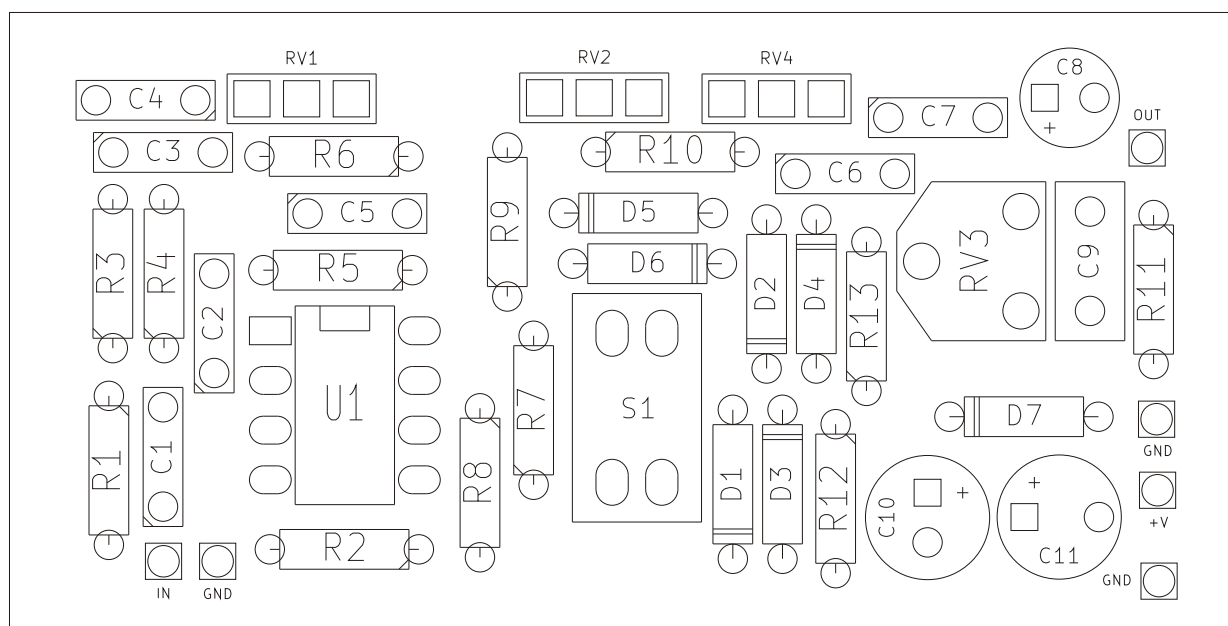 RV1
RV2
RV4
C8
C4
C7
OUT
C3
R6
R10
C6
C5
R9
D5
D6
R3
R4
R5
C2
D2
D4
R13
RV3
C9
R11
U1
R7
S1
D7
GND
R1
C1
R8
D1
D3
R12
C10
+
+
C11
+V
R2
IN
GND
GND
+